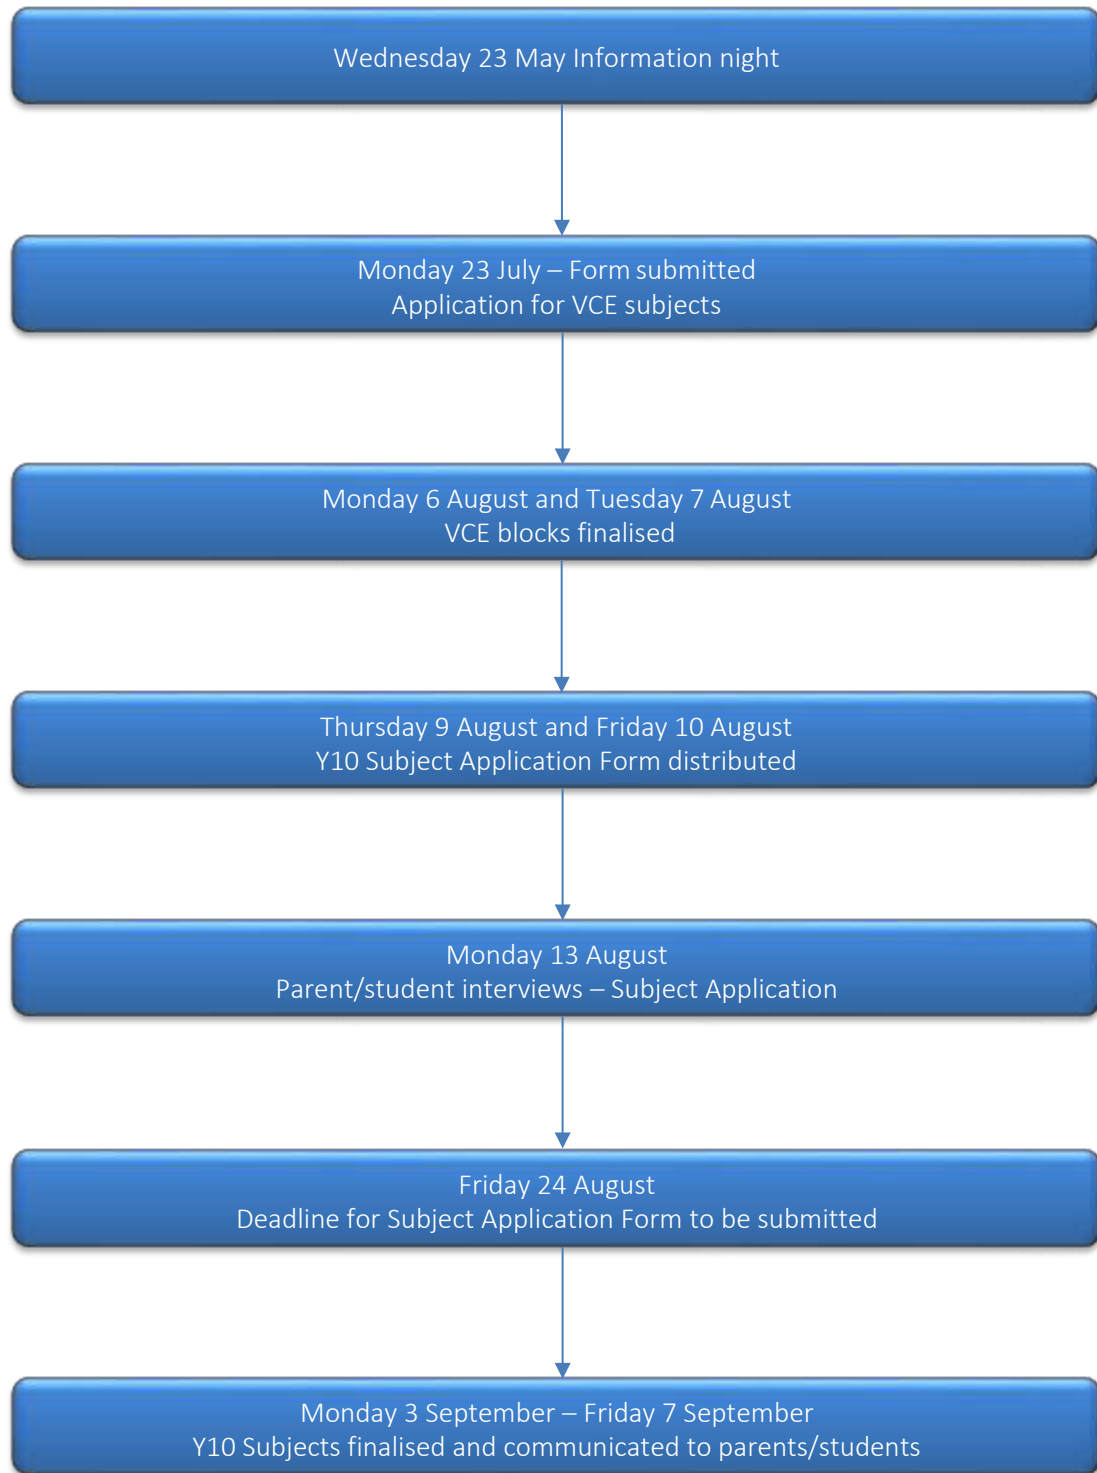 Wednesday 23 May Information night
Monday 23 July – Form submitted
Application for VCE subjects
Monday 6 August and Tuesday 7 August
VCE blocks finalised
Thursday 9 August and Friday 10 August
Y10 Subject Application Form distributed
Monday 13 August
Parent/student interviews – Subject Application
Friday 24 August
Deadline for Subject Application Form to be submitted
Monday 3 September – Friday 7 September
Y10 Subjects finalised and communicated to parents/students